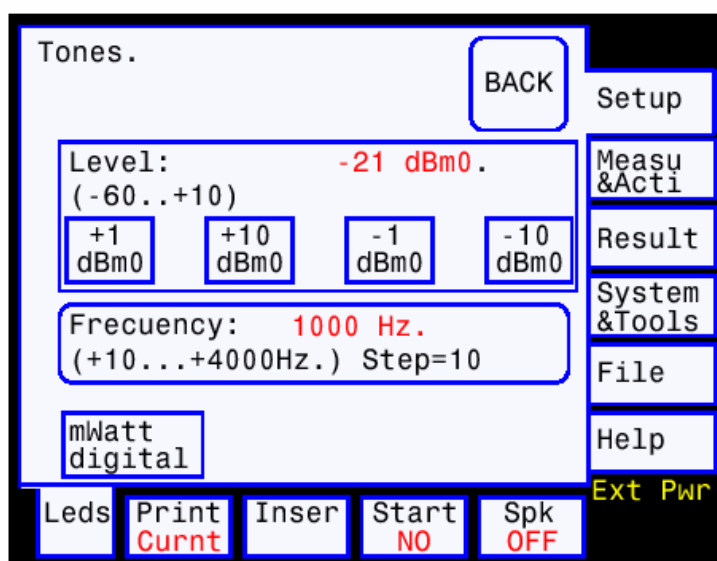 Tones.
BACK
Level: -21 dBm0.
(-60..+10)
+1
dBm0
+10
dBm0
-1
dBm0
-10
dBm0
Frecuency: 1000 Hz.
(+10...+4000Hz.) Step=10
mWatt
digital
Setup
Measu
&Acti
Result
System
&Tools
File
Help
Ext Pwr
Leds
Print
Curnt
Inser
Start
NO
Spk
OFF